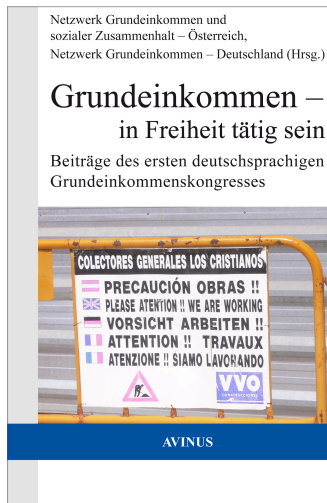 Netzwerk Grundeinkommen und
sozialer Zusammenhalt – Österreich,
Netzwerk Grundeinkommen – Deutschland (Hrsg.)
Grundeinkommen –
in Freiheit tätig sein
Beiträge des ersten deutschsprachigen
Grundeinkommenskongresses
COLECTORES GENERALES LOS CRISTIANOS
PRECAUCIÓN OBRAS !!
PLEASE ATENTION !! WE ARE WORKING
VORSICHT ARBEITEN !!
ATTENTION !! TRAVAUX
ATENZIONE !! SIAMO LAVORANDO
VVO
AVINUS